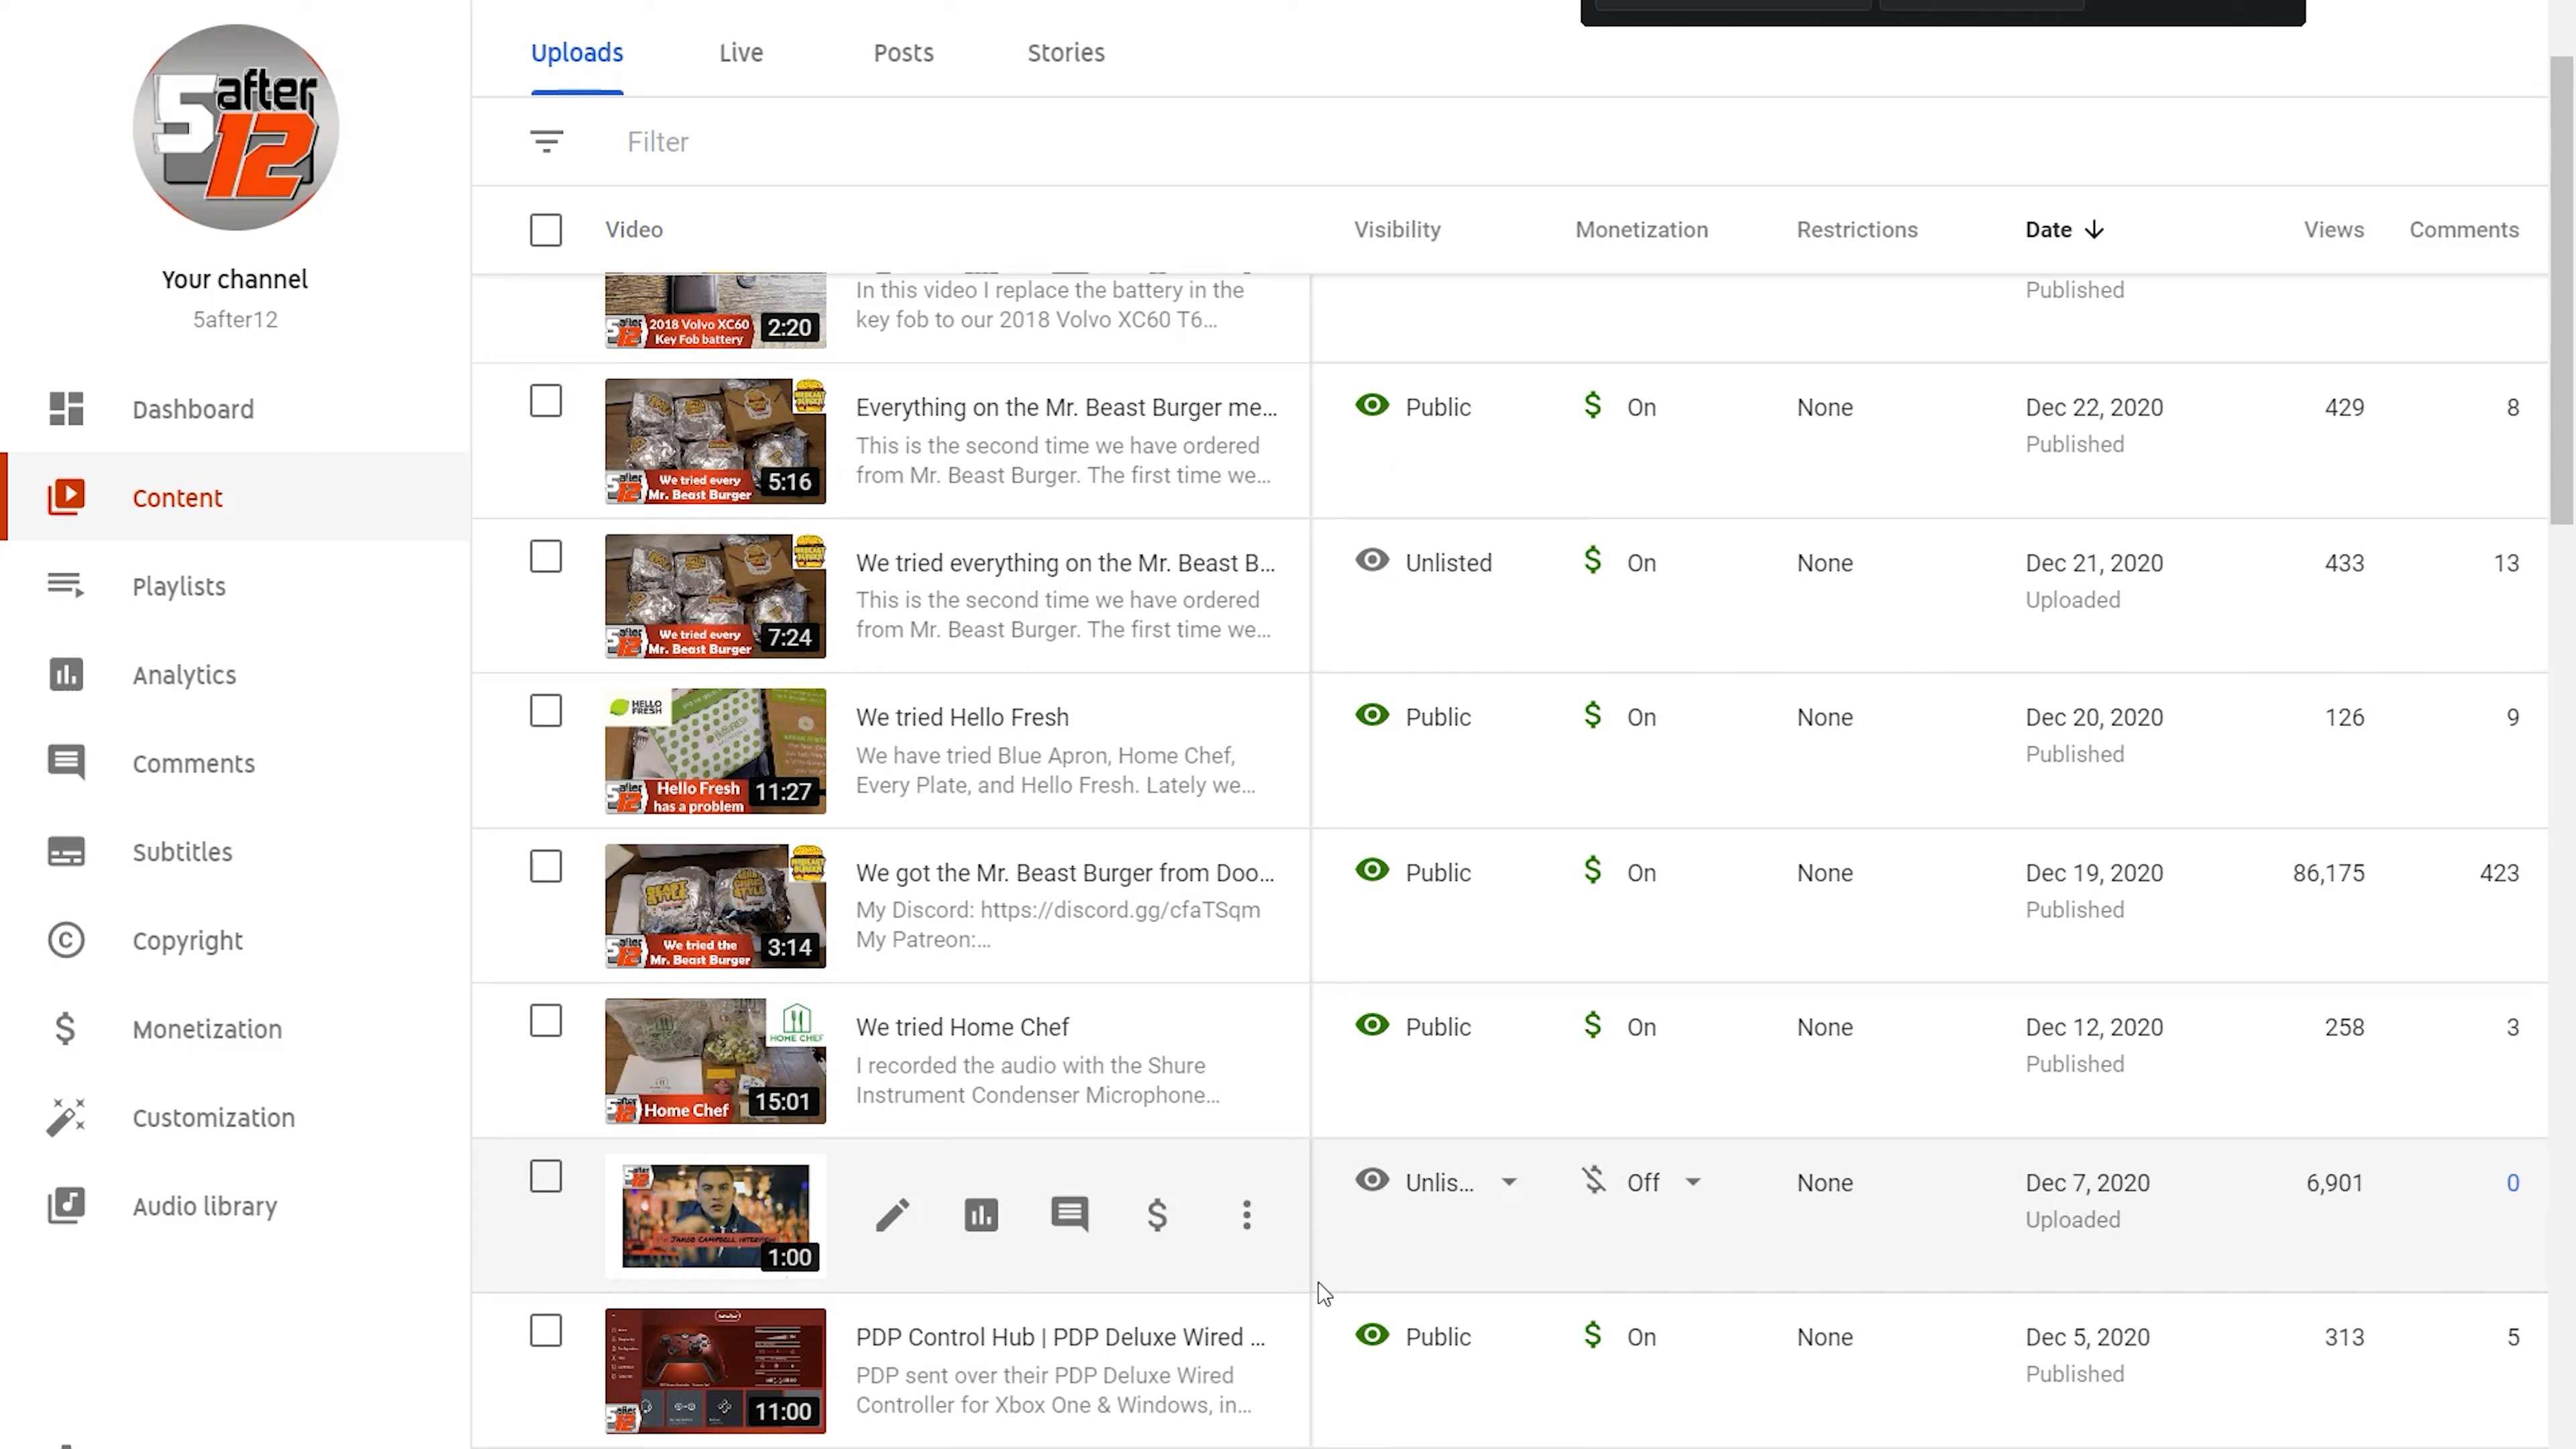 5after
12
Your channel
5after12
Dashboard
Content
Playlists
Analytics
Comments
Subtitles
Copyright
Monetization
Customization
Audio library
Uploads Live Posts Stories
Filter
Video Visibility Monetization Restrictions Date Views Comments
2018 Volvo XC60
Key Fob battery
2:20
In this video I replace the battery in the
key fob to our 2018 Volvo XC60 T6...
Published
We tried every
Mr. Beast Burger
5:16
Everything on the Mr. Beast Burger me...
This is the second time we have ordered
from Mr. Beast Burger. The first time we...
Public On None Dec 22, 2020 429 8
Published
We tried every
Mr. Beast Burger
7:24
We tried everything on the Mr. Beast B...
This is the second time we have ordered
from Mr. Beast Burger. The first time we...
Unlisted On None Dec 21, 2020 433 13
Uploaded
HELLO
FRESH
Hello Fresh
has a problem
11:27
We tried Hello Fresh
We have tried Blue Apron, Home Chef,
Every Plate, and Hello Fresh. Lately we...
Public On None Dec 20, 2020 126 9
Published
We tried the
Mr. Beast Burger
3:14
We got the Mr. Beast Burger from Doo...
My Discord: https://discord.gg/cfaTSqm
My Patreon:...
Public On None Dec 19, 2020 86,175 423
Published
HOME CHEF
Home Chef
15:01
We tried Home Chef
I recorded the audio with the Shure
Instrument Condenser Microphone...
Public On None Dec 12, 2020 258 3
Published
JAKOB CAMPBELL INTERVIEW
1:00
Unlis... Off None Dec 7, 2020 6,901 0
Uploaded
11:00
PDP Control Hub | PDP Deluxe Wired ...
PDP sent over their PDP Deluxe Wired
Controller for Xbox One & Windows, in...
Public On None Dec 5, 2020 313 5
Published